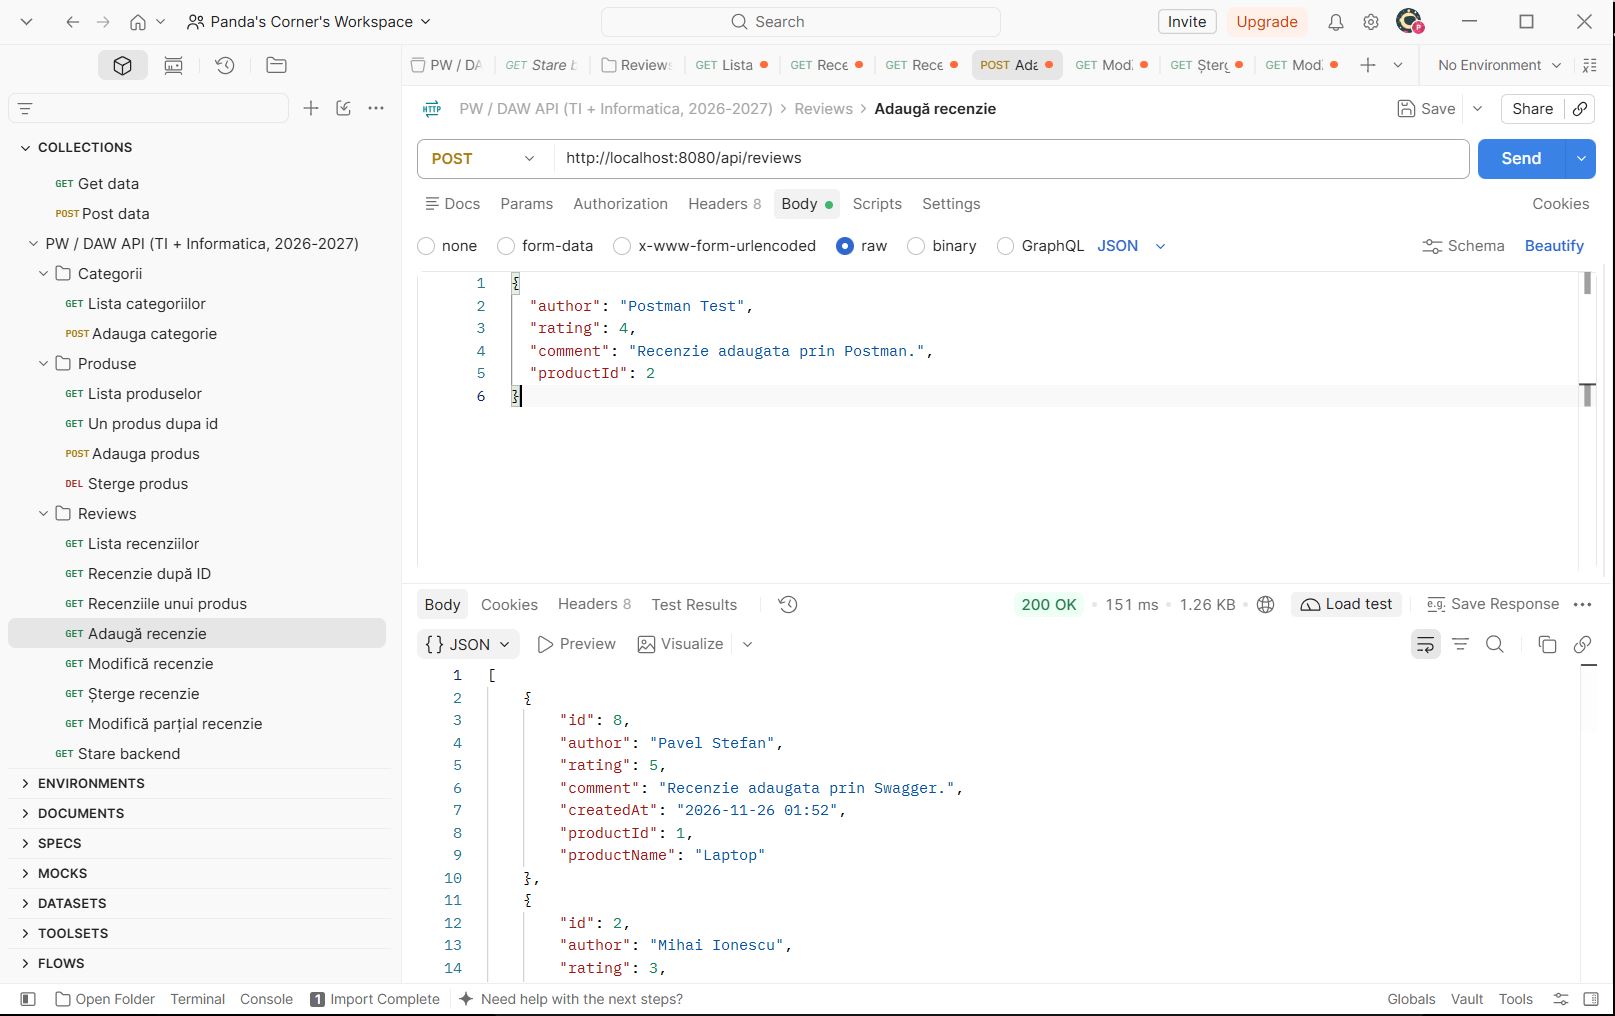 Panda's Corner's Workspace
Search
Invite
Upgrade
PW / DA
GET Stare b
Review
GET Lista
GET Rece
GET Rece
POST Ada
GET Mod.
GET Șterg
GET Mod.
No Environment
HTTP
PW / DAW API (TI + Informatica, 2026-2027) > Reviews > Adaugă recenzie
Save
Share
COLLECTIONS
GET Get data
POST Post data
PW / DAW API (TI + Informatica, 2026-2027)
Categorii
GET Lista categoriilor
POST Adauga categorie
Produse
GET Lista produselor
GET Un produs dupa id
POST Adauga produs
DEL Sterge produs
Reviews
GET Lista recenziilor
GET Recenzie după ID
GET Recenziile unui produs
GET Adaugă recenzie
GET Modifică recenzie
GET Șterge recenzie
GET Modifică parțial recenzie
GET Stare backend
ENVIRONMENTS
DOCUMENTS
SPECS
MOCKS
DATASETS
TOOLSETS
FLOWS
POST
http://localhost:8080/api/reviews
Send
Docs Params Authorization Headers 8 Body Scripts Settings Cookies
none form-data x-www-form-urlencoded raw binary GraphQL JSON Schema Beautify
1 {
2 "author": "Postman Test",
3 "rating": 4,
4 "comment": "Recenzie adaugata prin Postman.",
5 "productId": 2
6 }
Body Cookies Headers 8 Test Results 200 OK • 151 ms • 1.26 KB Load test e.g. Save Response
{} JSON Preview Visualize
1 [
2 {
3 "id": 8,
4 "author": "Pavel Stefan",
5 "rating": 5,
6 "comment": "Recenzie adaugata prin Swagger.",
7 "createdAt": "2026-11-26 01:52",
8 "productId": 1,
9 "productName": "Laptop"
10 },
11 {
12 "id": 2,
13 "author": "Mihai Ionescu",
14 "rating": 3,
Open Folder Terminal Console 1 Import Complete Need help with the next steps? Globals Vault Tools